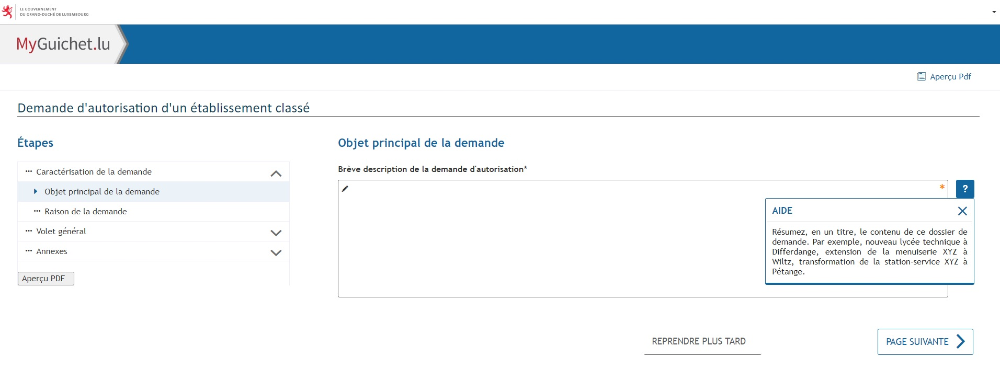 LE GOUVERNEMENT
DU GRAND-DUCHÉ DE LUXEMBOURG
MyGuichet.lu
Aperçu Pdf
Demande d'autorisation d'un établissement classé
Étapes
Caractérisation de la demande
Objet principal de la demande
Raison de la demande
Volet général
Annexes
Aperçu PDF
Objet principal de la demande
Brève description de la demande d'autorisation*
*
?
AIDE
Résumez, en un titre, le contenu de ce dossier de
demande. Par exemple, nouveau lycée technique à
Differdange, extension de la menuiserie XYZ à
Wiltz, transformation de la station-service XYZ à
Pétange.
REPRENDRE PLUS TARD
PAGE SUIVANTE